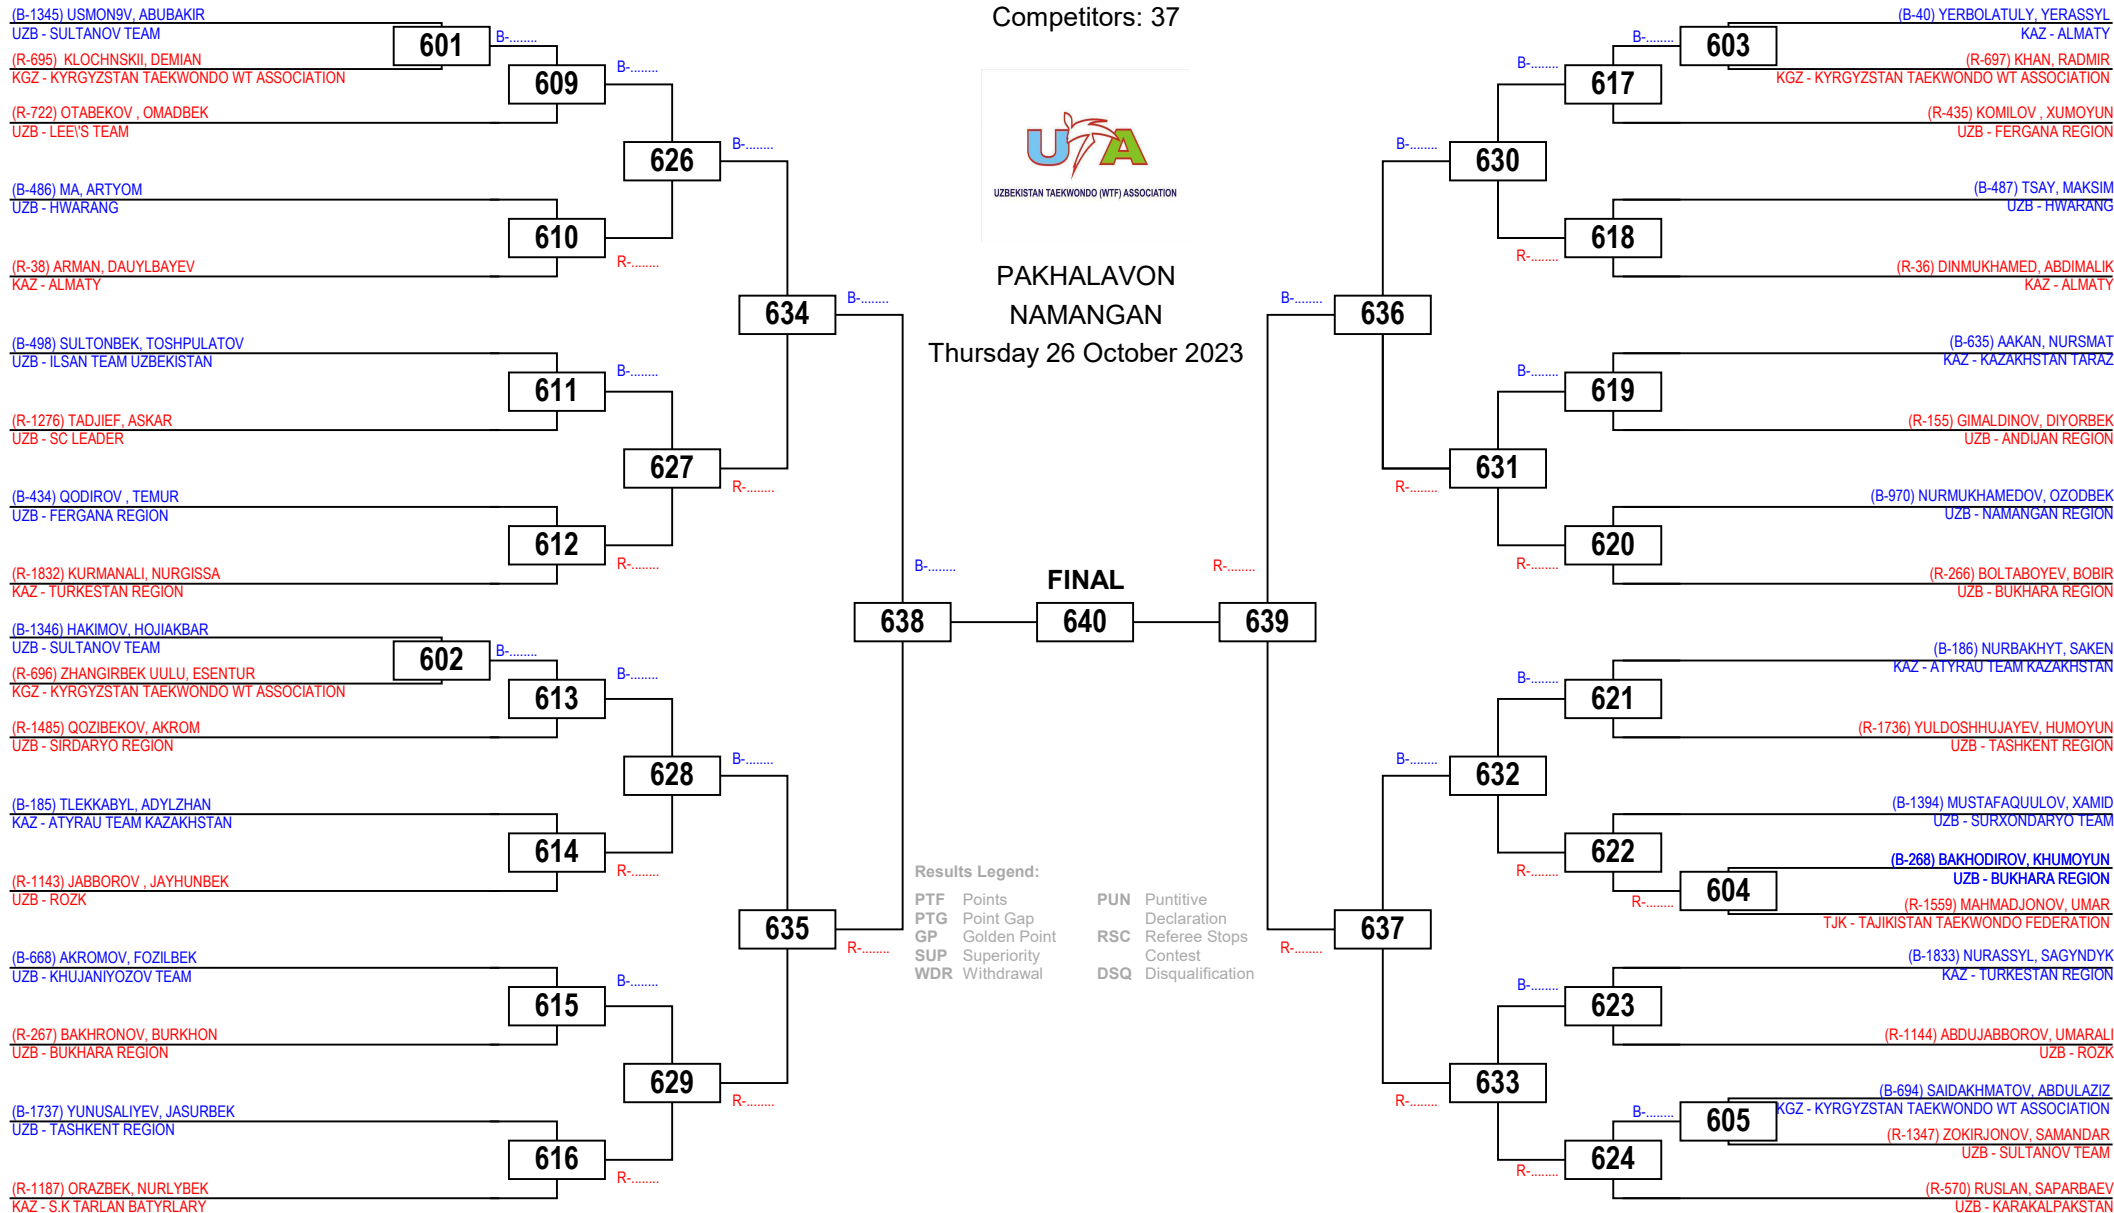 Competitors: 37
UTA
UZBEKISTAN TAEKWONDO (WTF) ASSOCIATION
PAKHALAVON
NAMANGAN
Thursday 26 October 2023
(B-1345) USMON9V, ABUBAKIR
UZB - SULTANOV TEAM
601
B-........
(R-695) KLOCHNSKII, DEMIAN
KGZ - KYRGYZSTAN TAEKWONDO WT ASSOCIATION
609
B-........
(R-722) OTABEKOV , OMADBEK
UZB - LEE\'S TEAM
626
B-........
(B-486) MA, ARTYOM
UZB - HWARANG
610
R-........
(R-38) ARMAN, DAUYLBAYEV
KAZ - ALMATY
634
B-........
(B-498) SULTONBEK, TOSHPULATOV
UZB - ILSAN TEAM UZBEKISTAN
611
B-........
(R-1276) TADJIEF, ASKAR
UZB - SC LEADER
627
R-........
(B-434) QODIROV , TEMUR
UZB - FERGANA REGION
612
R-........
(R-1832) KURMANALI, NURGISSA
KAZ - TURKESTAN REGION
B-........
638
FINAL
640
R-........
639
(B-1346) HAKIMOV, HOJIAKBAR
UZB - SULTANOV TEAM
602
B-........
(R-696) ZHANGIRBEK UULU, ESENTUR
KGZ - KYRGYZSTAN TAEKWONDO WT ASSOCIATION
613
B-........
(R-1485) QOZIBEKOV, AKROM
UZB - SIRDARYO REGION
628
B-........
(B-185) TLEKKABYL, ADYLZHAN
KAZ - ATYRAU TEAM KAZAKHSTAN
614
R-........
(R-1143) JABBOROV , JAYHUNBEK
UZB - ROZK
635
R-........
(B-668) AKROMOV, FOZILBEK
UZB - KHUJANIYOZOV TEAM
615
B-........
(R-267) BAKHRONOV, BURKHON
UZB - BUKHARA REGION
629
R-........
(B-1737) YUNUSALIYEV, JASURBEK
UZB - TASHKENT REGION
616
R-........
(R-1187) ORAZBEK, NURLYBEK
KAZ - S.K TARLAN BATYRLARY
Results Legend:
PTF Points
PTG Point Gap
GP Golden Point
SUP Superiority
WDR Withdrawal
PUN Puntitive
Declaration
RSC Referee Stops
Contest
DSQ Disqualification
(B-40) YERBOLATULY, YERASSYL
KAZ - ALMATY
603
B-........
(R-697) KHAN, RADMIR
KGZ - KYRGYZSTAN TAEKWONDO WT ASSOCIATION
617
B-........
(R-435) KOMILOV , XUMOYUN
UZB - FERGANA REGION
630
B-........
(B-487) TSAY, MAKSIM
UZB - HWARANG
618
R-........
(R-36) DINMUKHAMED, ABDIMALIK
KAZ - ALMATY
636
B-........
(B-635) AAKAN, NURSMAT
KAZ - KAZAKHSTAN TARAZ
619
B-........
(R-155) GIMALDINOV, DIYORBEK
UZB - ANDIJAN REGION
631
R-........
(B-970) NURMUKHAMEDOV, OZODBEK
UZB - NAMANGAN REGION
620
R-........
(R-266) BOLTABOYEV, BOBIR
UZB - BUKHARA REGION
(B-186) NURBAKHYT, SAKEN
KAZ - ATYRAU TEAM KAZAKHSTAN
621
B-........
(R-1736) YULDOSHHUJAYEV, HUMOYUN
UZB - TASHKENT REGION
632
B-........
(B-1394) MUSTAFAQUULOV, XAMID
UZB - SURXONDARYO TEAM
622
R-........
(B-268) BAKHODIROV, KHUMOYUN
UZB - BUKHARA REGION
604
R-........
(R-1559) MAHMADJONOV, UMAR
TJK - TAJIKISTAN TAEKWONDO FEDERATION
637
R-........
(B-1833) NURASSYL, SAGYNDYK
KAZ - TURKESTAN REGION
623
B-........
(R-1144) ABDUJABBOROV, UMARALI
UZB - ROZK
633
R-........
(B-694) SAIDAKHMATOV, ABDULAZIZ
KGZ - KYRGYZSTAN TAEKWONDO WT ASSOCIATION
605
B-........
(R-1347) ZOKIRJONOV, SAMANDAR
UZB - SULTANOV TEAM
624
R-........
(R-570) RUSLAN, SAPARBAEV
UZB - KARAKALPAKSTAN